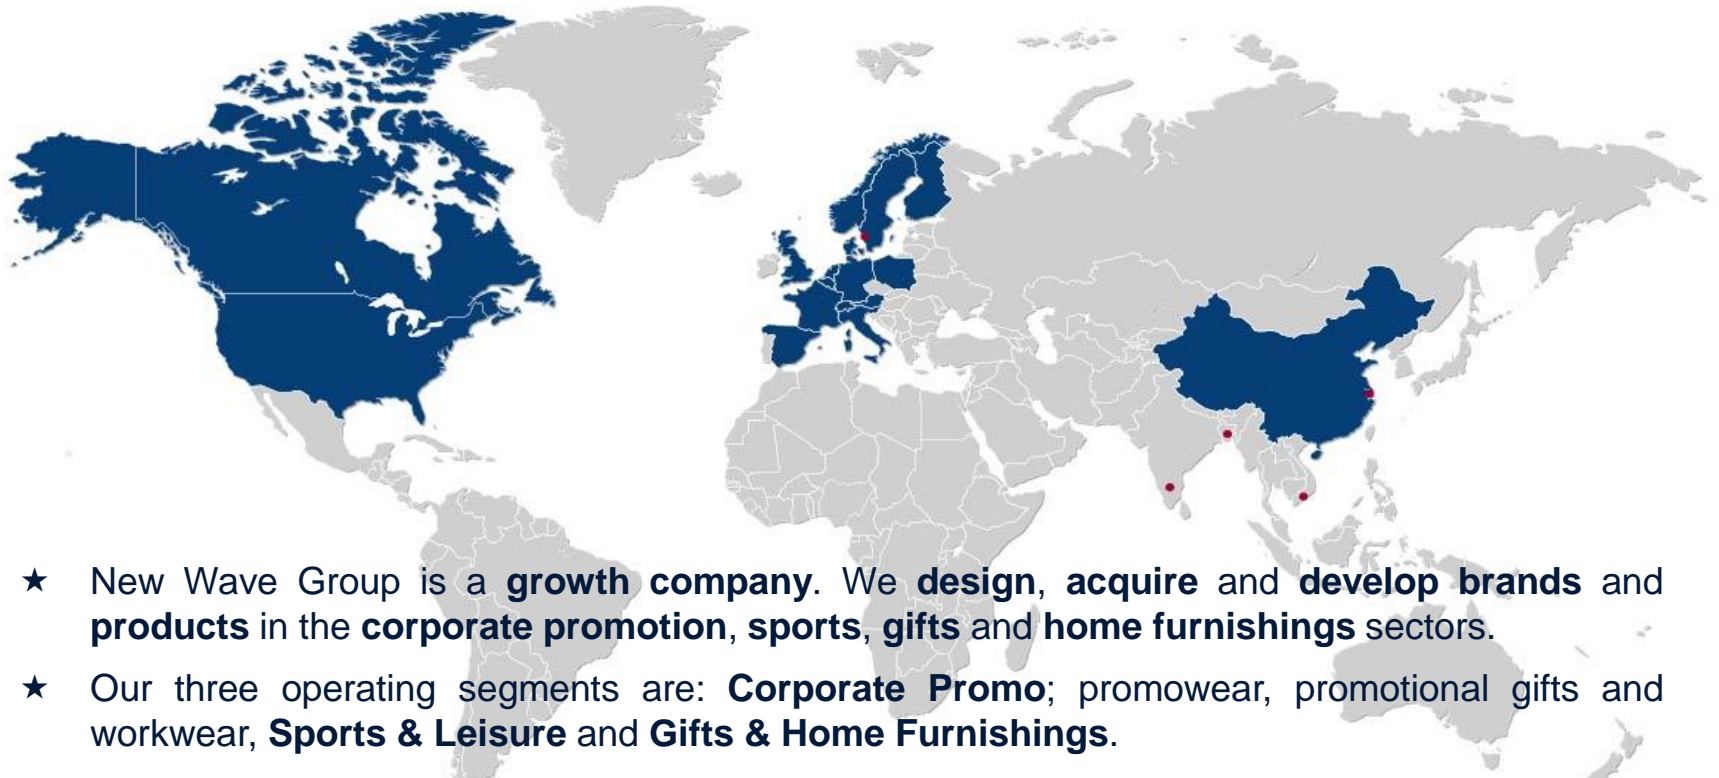 ★ New Wave Group is a growth company. We design, acquire and develop brands and
products in the corporate promotion, sports, gifts and home furnishings sectors.
★ Our three operating segments are: Corporate Promo; promowear, promotional gifts and
workwear, Sports & Leisure and Gifts & Home Furnishings.